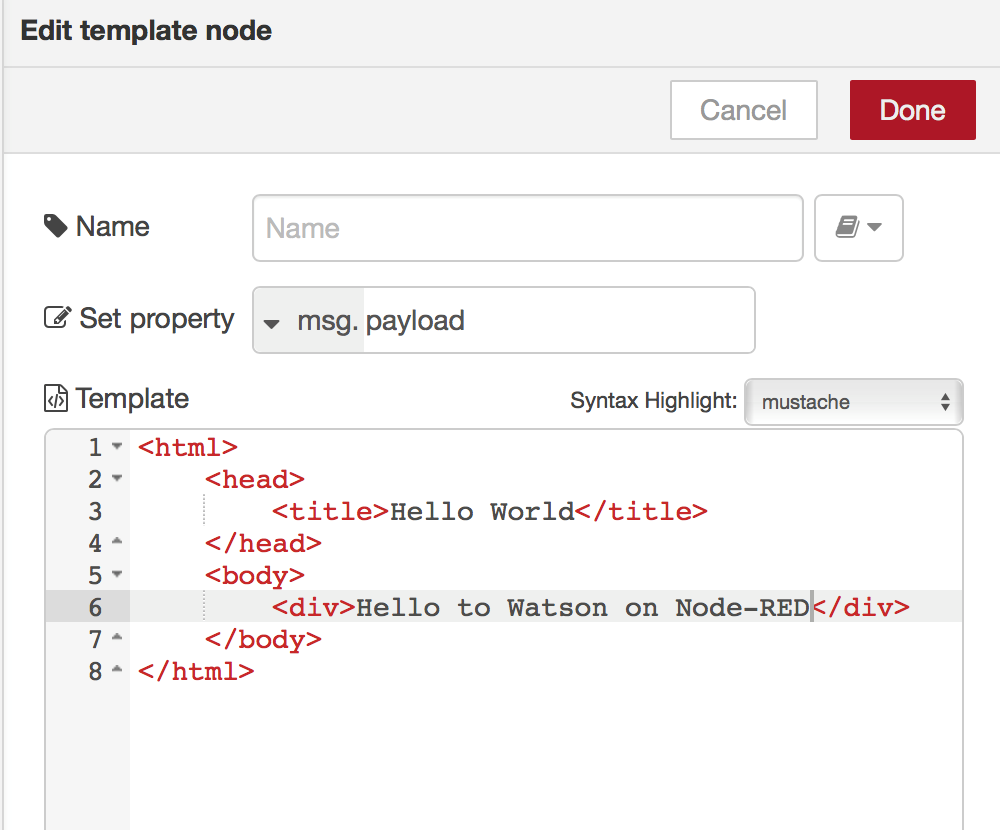 Edit template node
Cancel Done
Name Name
Set property msg. payload
Template Syntax Highlight: mustache
1 <html>
2 <head>
3 <title>Hello World</title>
4 </head>
5 <body>
6 <div>Hello to Watson on Node-RED</div>
7 </body>
8 </html>